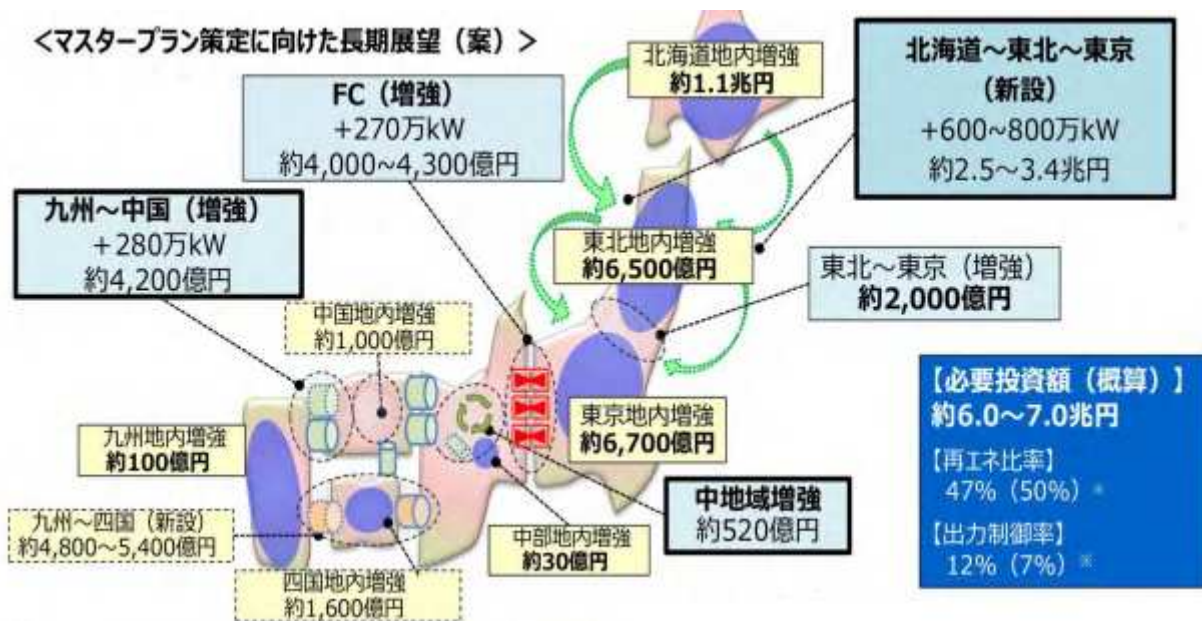 ＜マスタープラン策定に向けた長期展望（案）＞
北海道地内増強
約1.1兆円
北海道～東北～東京
（新設）
+600~800万kW
約2.5～3.4兆円
FC（増強）
+270万kW
約4,000～4,300億円
九州～中国（増強）
+280万kW
約4,200億円
東北地内増強
約6,500億円
東北～東京（増強）
約2,000億円
中国地内増強
約1,000億円
【必要投資額（概算）】
約6.0～7.0兆円
【再エネ比率】
47%（50%）※
【出力制御率】
12%（7%）※
九州地内増強
約100億円
東京地内増強
約6,700億円
中地域増強
約520億円
九州～四国（新設）
約4,800～5,400億円
中部地内増強
約30億円
四国地内増強
約1,600億円